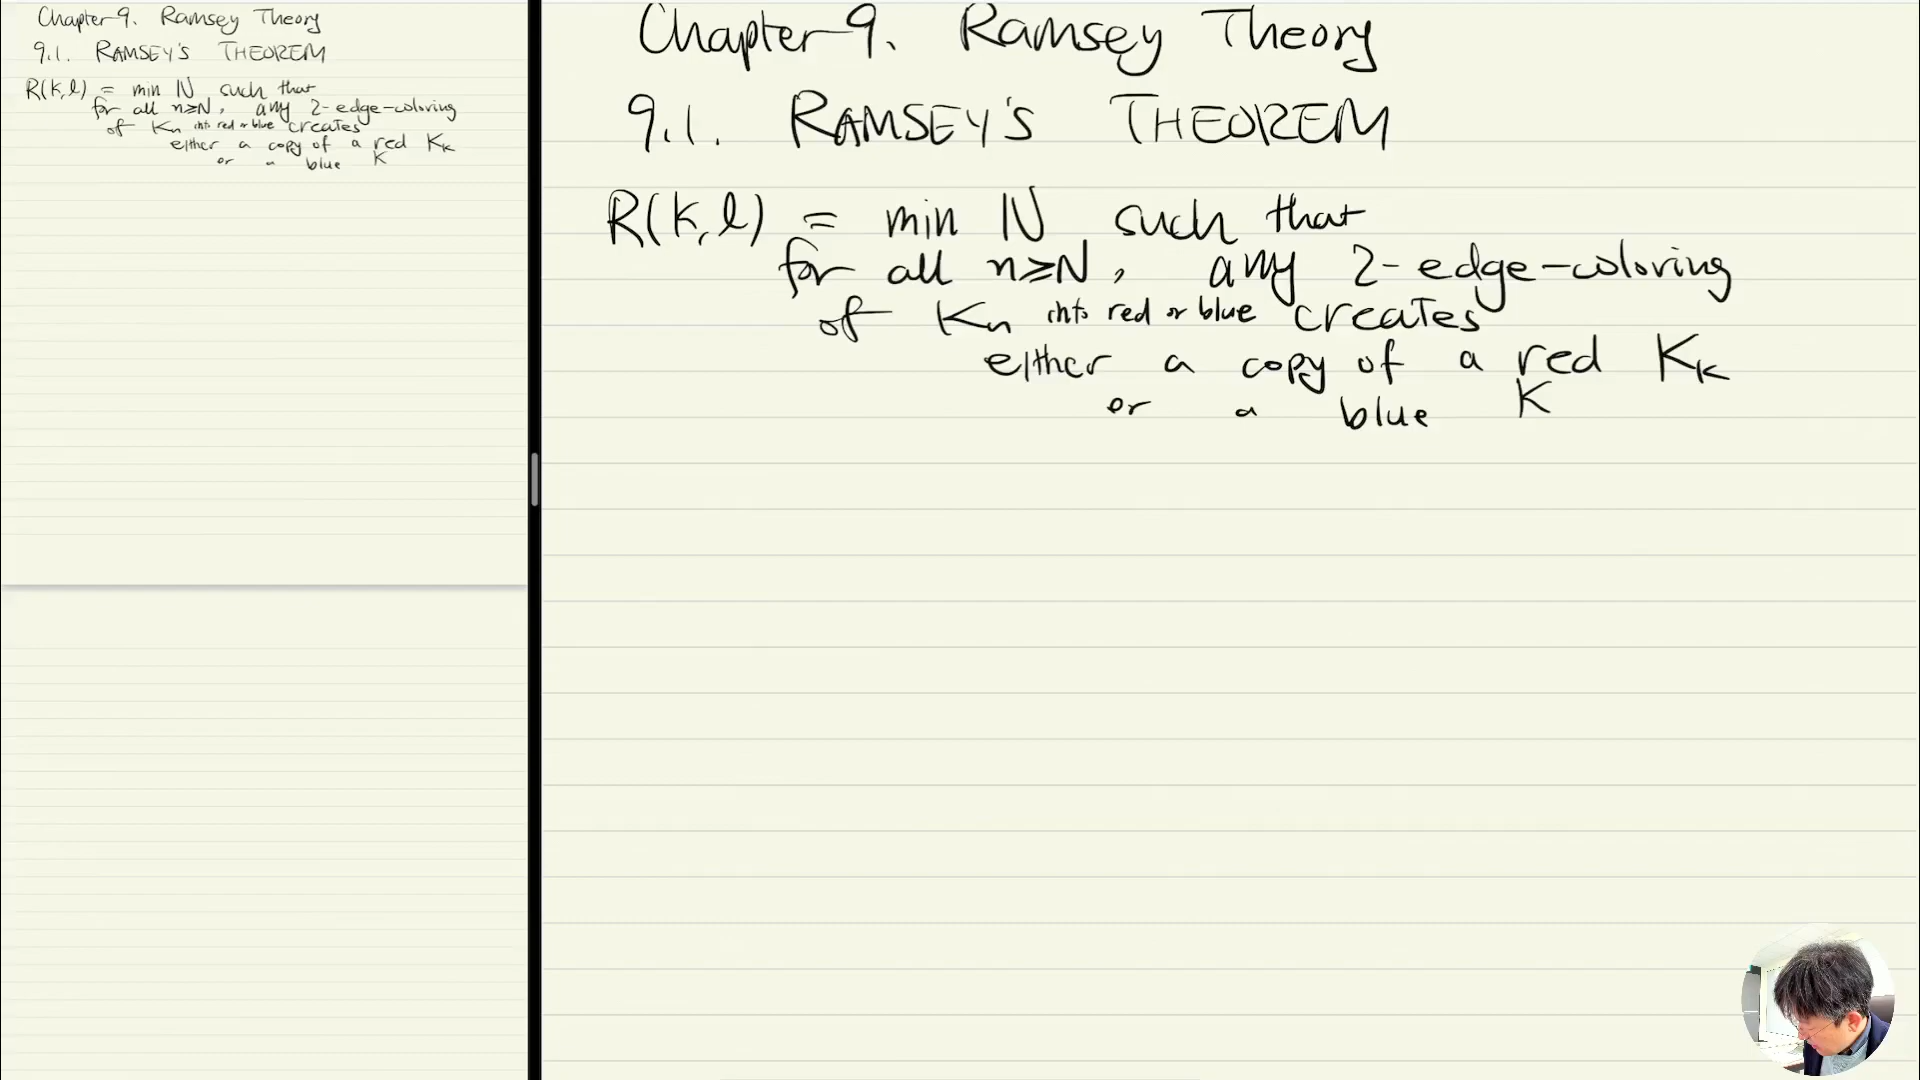 Chapter 9. Ramsey Theory
9.1. RAMSEY'S THEOREM
R(k,l) = min N such that
for all n≥N, any 2-edge-coloring
of Kn into red or blue creates
either a copy of a red Kk
or a blue K
Chapter 9. Ramsey Theory
9.1. RAMSEY'S THEOREM
R(k,l) = min N such that
for all n≥N, any 2-edge-coloring
of Kn into red or blue creates
either a copy of a red Kk
or a blue K